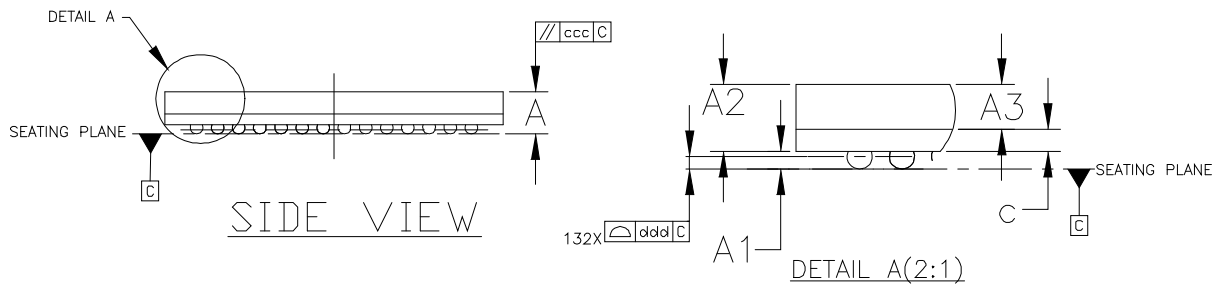 DETAIL A
// ccc C
A
SEATING PLANE
C
SIDE VIEW
A2
A3
SEATING PLANE
C
C
132X ddd C
A1
DETAIL A(2:1)